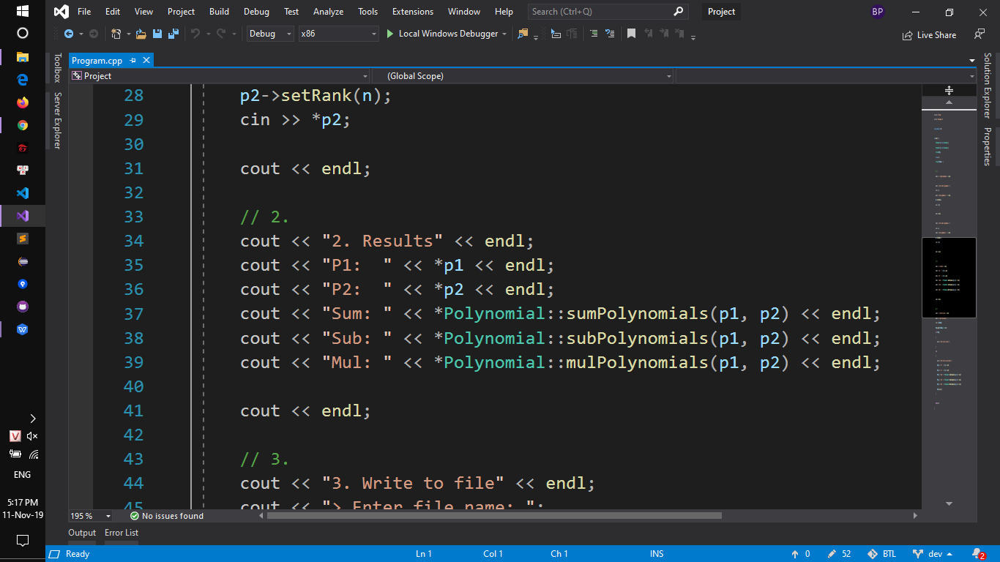 File Edit View Project Build Debug Test Analyze Tools Extensions Window Help Search (Ctrl+Q) Project BP
Debug x86 Local Windows Debugger Live Share
Toolbox
Server Explorer
Program.cpp
Project (Global Scope)
28 p2->setRank(n);
29 cin >> *p2;
30
31 cout << endl;
32
33 // 2.
34 cout << "2. Results" << endl;
35 cout << "P1:  " << *p1 << endl;
36 cout << "P2:  " << *p2 << endl;
37 cout << "Sum: " << *Polynomial::sumPolynomials(p1, p2) << endl;
38 cout << "Sub: " << *Polynomial::subPolynomials(p1, p2) << endl;
39 cout << "Mul: " << *Polynomial::mulPolynomials(p1, p2) << endl;
40
41 cout << endl;
42
43 // 3.
44 cout << "3. Write to file" << endl;
45 cout << "> Enter file name: ";
Solution Explorer
Properties
195 % No issues found
Output Error List
Ready Ln 1 Col 1 Ch 1 INS 0 52 BTL dev 2
V
ENG
5:17 PM
11-Nov-19